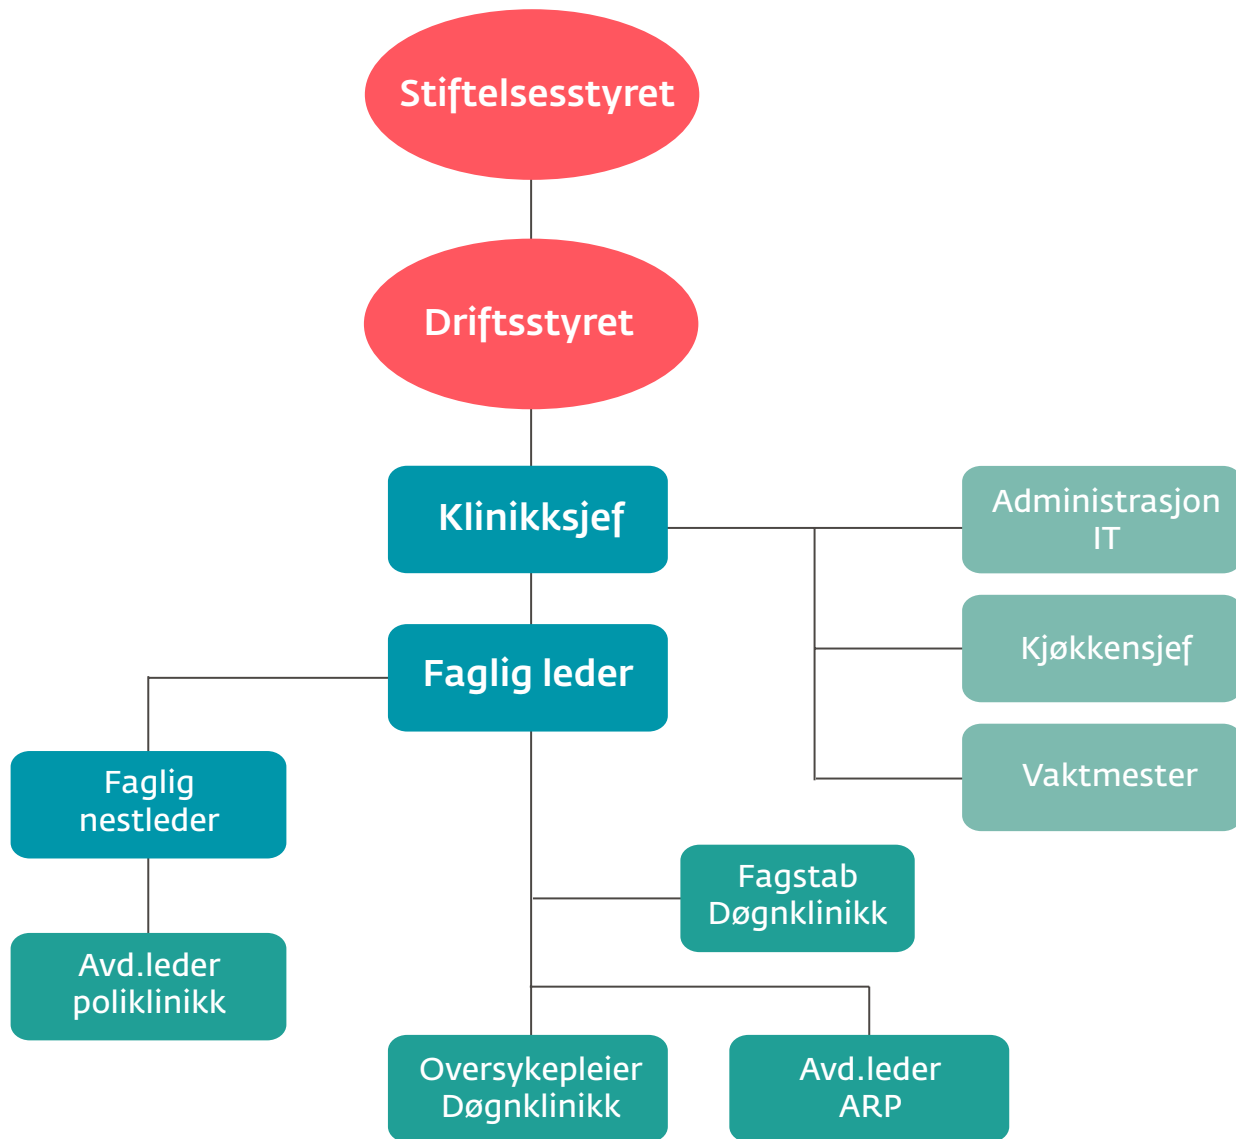 Stiftelsesstyret
Driftsstyret
Klinikksjef
Administrasjon
IT
Kjøkkensjef
Faglig leder
Vaktmester
Faglig
nestleder
Fagstab
Døgnklinikk
Avd.leder
poliklinikk
Oversykepleier
Døgnklinikk
Avd.leder
ARP